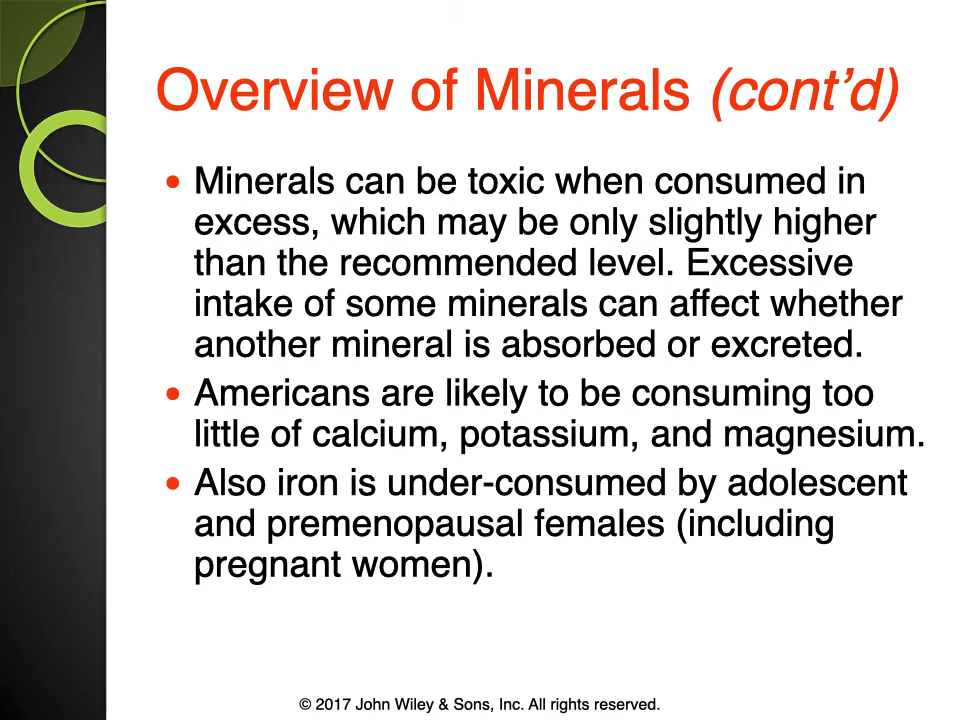 Overview of Minerals (cont’d)
• Minerals can be toxic when consumed in
excess, which may be only slightly higher
than the recommended level. Excessive
intake of some minerals can affect whether
another mineral is absorbed or excreted.
• Americans are likely to be consuming too
little of calcium, potassium, and magnesium.
• Also iron is under-consumed by adolescent
and premenopausal females (including
pregnant women).
© 2017 John Wiley & Sons, Inc. All rights reserved.